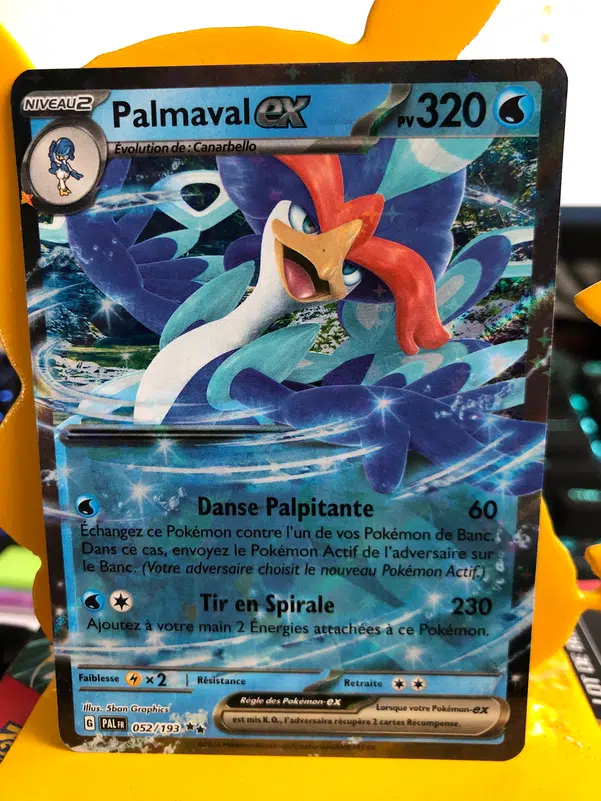 NIVEAU 2
Palmaval ex
PV 320
Évolution de : Canarbello
Danse Palpitante 60
Échangez ce Pokémon contre l'un de vos Pokémon de Banc.
Dans ce cas, envoyez le Pokémon Actif de l'adversaire sur
le Banc. (Votre adversaire choisit le nouveau Pokémon Actif.)
Tir en Spirale 230
Ajoutez à votre main 2 Énergies attachées à ce Pokémon.
Faiblesse ×2 Résistance Retraite
Illus. 5ban Graphics
G PAL FR 052/193
Règle des Pokémon-ex
Lorsque votre Pokémon-ex
est mis K.O., l'adversaire récupère 2 cartes Récompense.